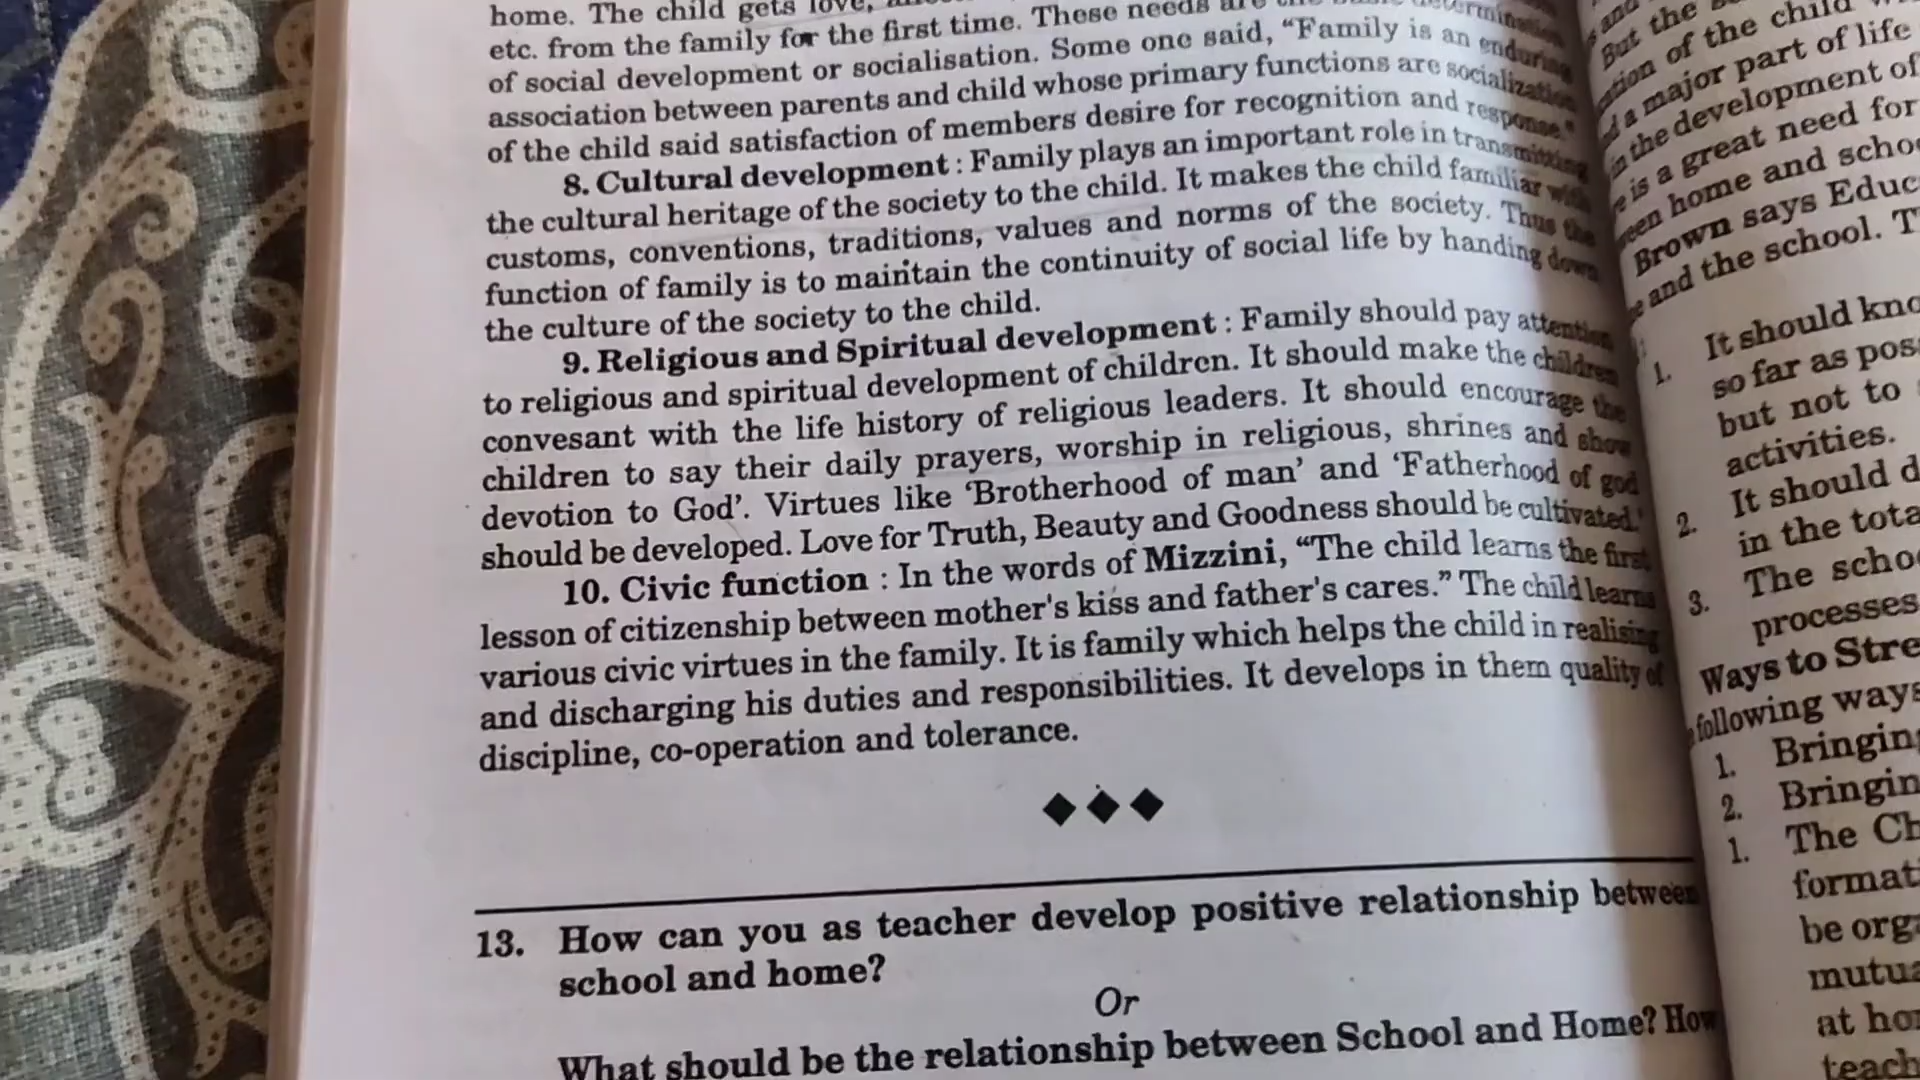 home. The child gets love,
etc. from the family for the first time. These needs are the
of social development or socialisation. Some one said, “Family is an enduring
association between parents and child whose primary functions are socialization
of the child said satisfaction of members desire for recognition and response.”
8. Cultural development : Family plays an important role in transmitting
the cultural heritage of the society to the child. It makes the child familiar with
customs, conventions, traditions, values and norms of the society. Thus the
function of family is to maintain the continuity of social life by handing down
the culture of the society to the child.
9. Religious and Spiritual development : Family should pay attention
to religious and spiritual development of children. It should make the children
convesant with the life history of religious leaders. It should encourage the
children to say their daily prayers, worship in religious, shrines and show
devotion to God’. Virtues like ‘Brotherhood of man’ and ‘Fatherhood of god
should be developed. Love for Truth, Beauty and Goodness should be cultivated.’
10. Civic function : In the words of Mizzini, “The child learns the first
lesson of citizenship between mother's kiss and father's cares.” The child learns
various civic virtues in the family. It is family which helps the child in realising
and discharging his duties and responsibilities. It develops in them quality of
discipline, co-operation and tolerance.
13. How can you as teacher develop positive relationship between
school and home?
Or
What should be the relationship between School and Home? How
But the
of the child
a major part of life
in the development of
is a great need for
home and
Brown says
and the school.
1. It should
so far as
but not to
activities.
2. It should
in the
3. The
processes
Ways to
following ways
1.
2.
1. The
be
at